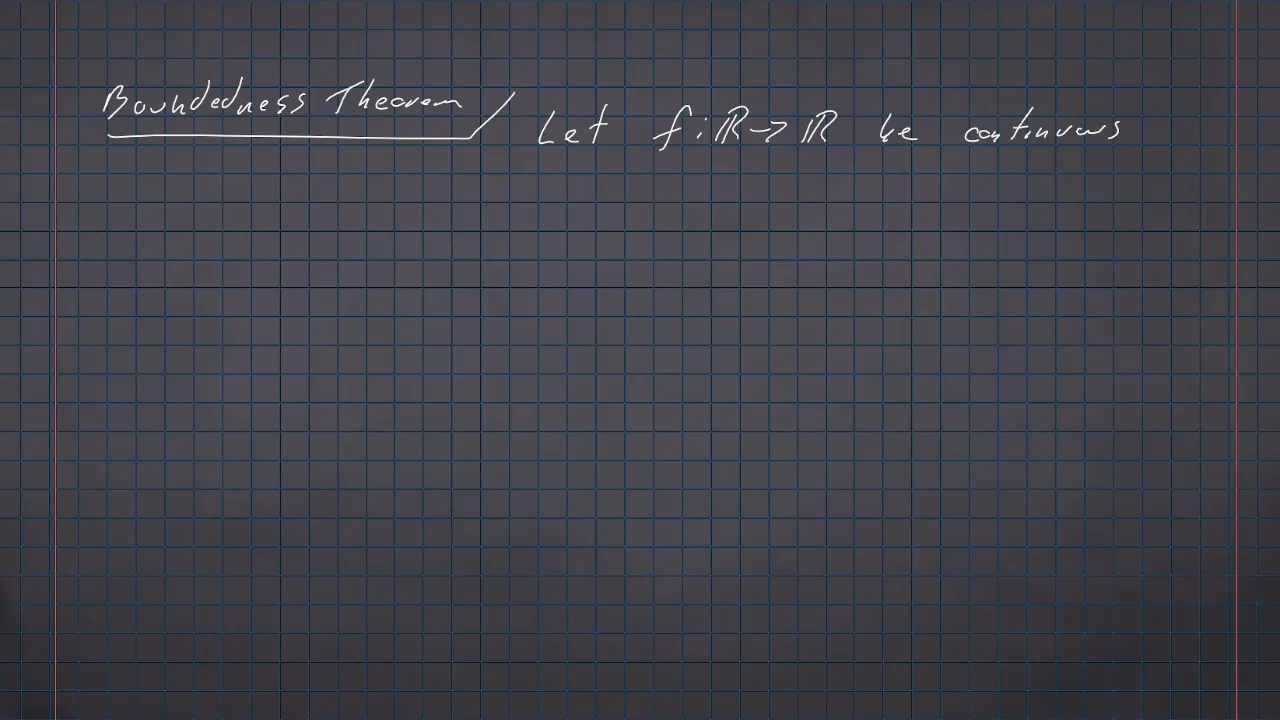 Boundedness Theorem
Let f: ℝ → ℝ be continuous